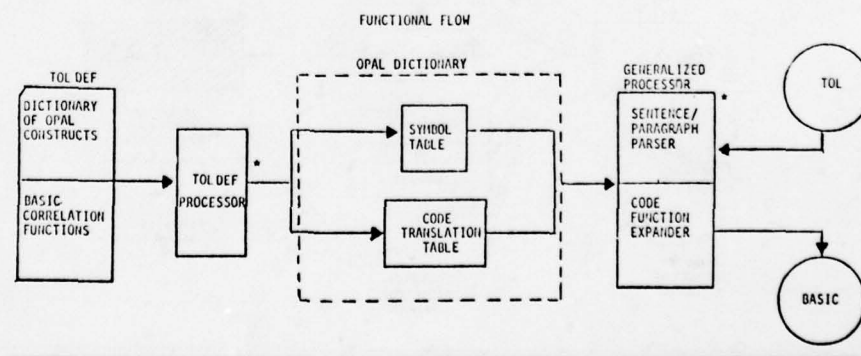 FUNCTIONAL FLOW
TOL DEF
DICTIONARY
OF OPAL
CONSTRUCTS
BASIC
CORRELATION
FUNCTIONS
TOL DEF
PROCESSOR
*
OPAL DICTIONARY
SYMBOL
TABLE
CODE
TRANSLATION
TABLE
GENERALIZED
PROCESSOR
*
SENTENCE/
PARAGRAPH
PARSER
CODE
FUNCTION
EXPANDER
TOL
BASIC